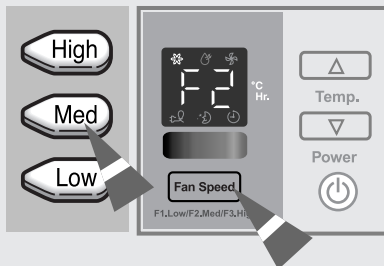 High
Med
Low
F2
°C
Hr.
Fan Speed
F1.Low/F2.Med/F3.Hi
Temp.
Power